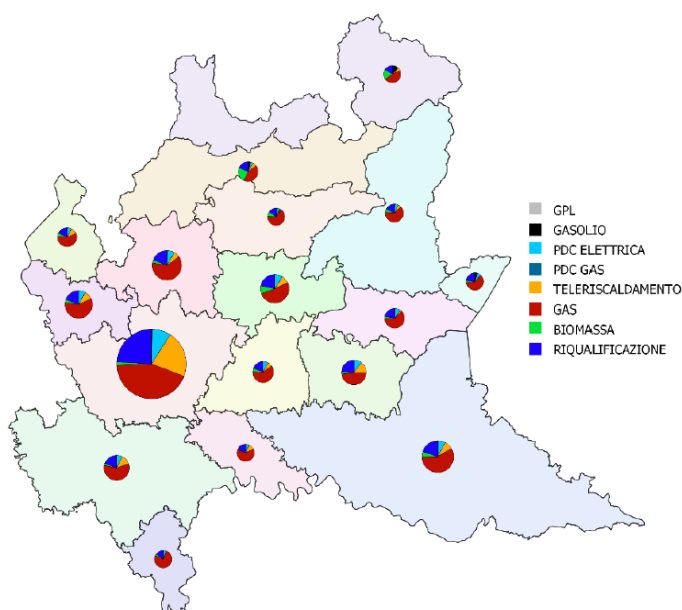 GPL
GASOLIO
PDC ELETTRICA
PDC GAS
TELERISCALDAMENTO
GAS
BIOMASSA
RIQUALIFICAZIONE